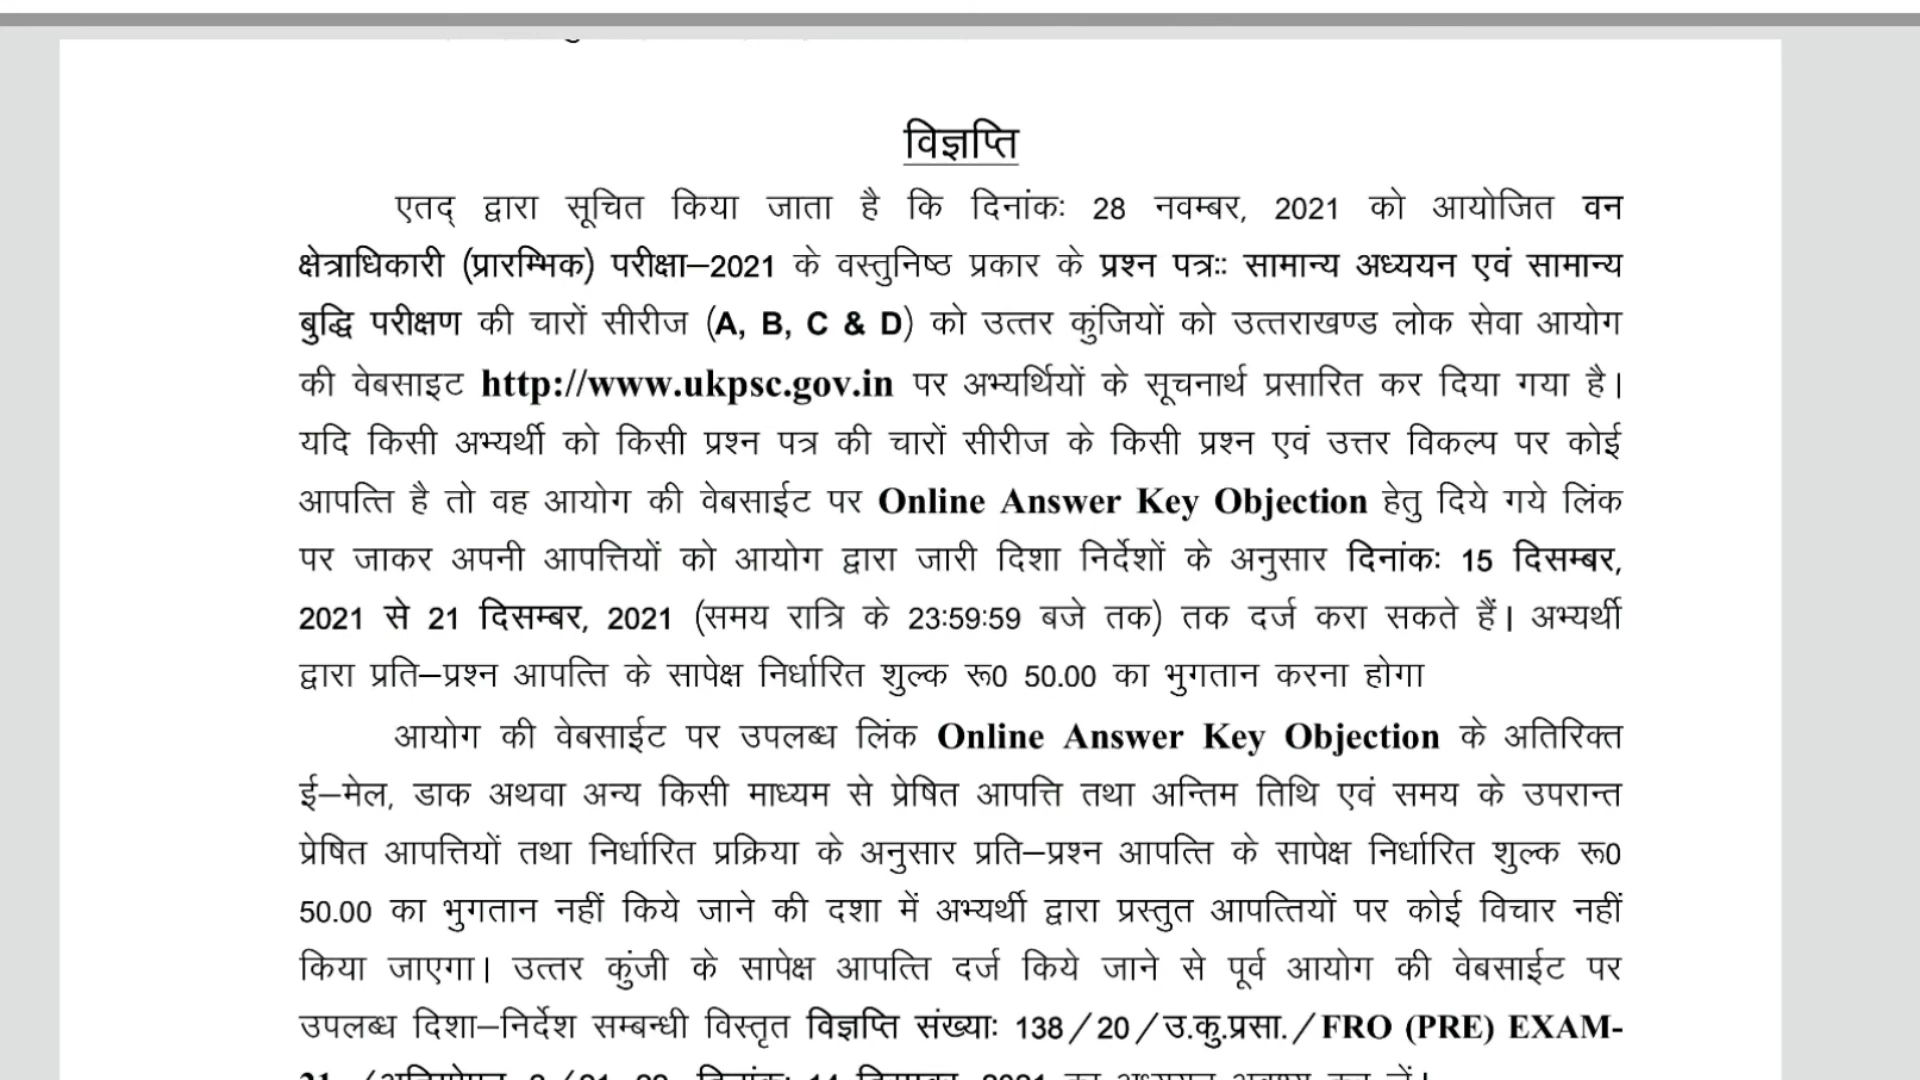 विज्ञप्ति
एतद् द्वारा सूचित किया जाता है कि दिनांकः 28 नवम्बर, 2021 को आयोजित वन
क्षेत्राधिकारी (प्रारम्भिक) परीक्षा–2021 के वस्तुनिष्ठ प्रकार के प्रश्न पत्रः: सामान्य अध्ययन एवं सामान्य
बुद्धि परीक्षण की चारों सीरीज (A, B, C & D) को उत्तर कुंजियों को उत्तराखण्ड लोक सेवा आयोग
की वेबसाइट http://www.ukpsc.gov.in पर अभ्यर्थियों के सूचनार्थ प्रसारित कर दिया गया है।
यदि किसी अभ्यर्थी को किसी प्रश्न पत्र की चारों सीरीज के किसी प्रश्न एवं उत्तर विकल्प पर कोई
आपत्ति है तो वह आयोग की वेबसाईट पर Online Answer Key Objection हेतु दिये गये लिंक
पर जाकर अपनी आपत्तियों को आयोग द्वारा जारी दिशा निर्देशों के अनुसार दिनांकः 15 दिसम्बर,
2021 से 21 दिसम्बर, 2021 (समय रात्रि के 23:59:59 बजे तक) तक दर्ज करा सकते हैं। अभ्यर्थी
द्वारा प्रति–प्रश्न आपत्ति के सापेक्ष निर्धारित शुल्क रू0 50.00 का भुगतान करना होगा
आयोग की वेबसाईट पर उपलब्ध लिंक Online Answer Key Objection के अतिरिक्त
ई–मेल, डाक अथवा अन्य किसी माध्यम से प्रेषित आपत्ति तथा अन्तिम तिथि एवं समय के उपरान्त
प्रेषित आपत्तियों तथा निर्धारित प्रक्रिया के अनुसार प्रति–प्रश्न आपत्ति के सापेक्ष निर्धारित शुल्क रू0
50.00 का भुगतान नहीं किये जाने की दशा में अभ्यर्थी द्वारा प्रस्तुत आपत्तियों पर कोई विचार नहीं
किया जाएगा। उत्तर कुंजी के सापेक्ष आपत्ति दर्ज किये जाने से पूर्व आयोग की वेबसाईट पर
उपलब्ध दिशा–निर्देश सम्बन्धी विस्तृत विज्ञप्ति संख्याः 138/20/उ.कु.प्रसा./FRO (PRE) EXAM-
दिनांकः 14 दिसम्बर, 2021 का अध्ययन अवश्य कर लें।